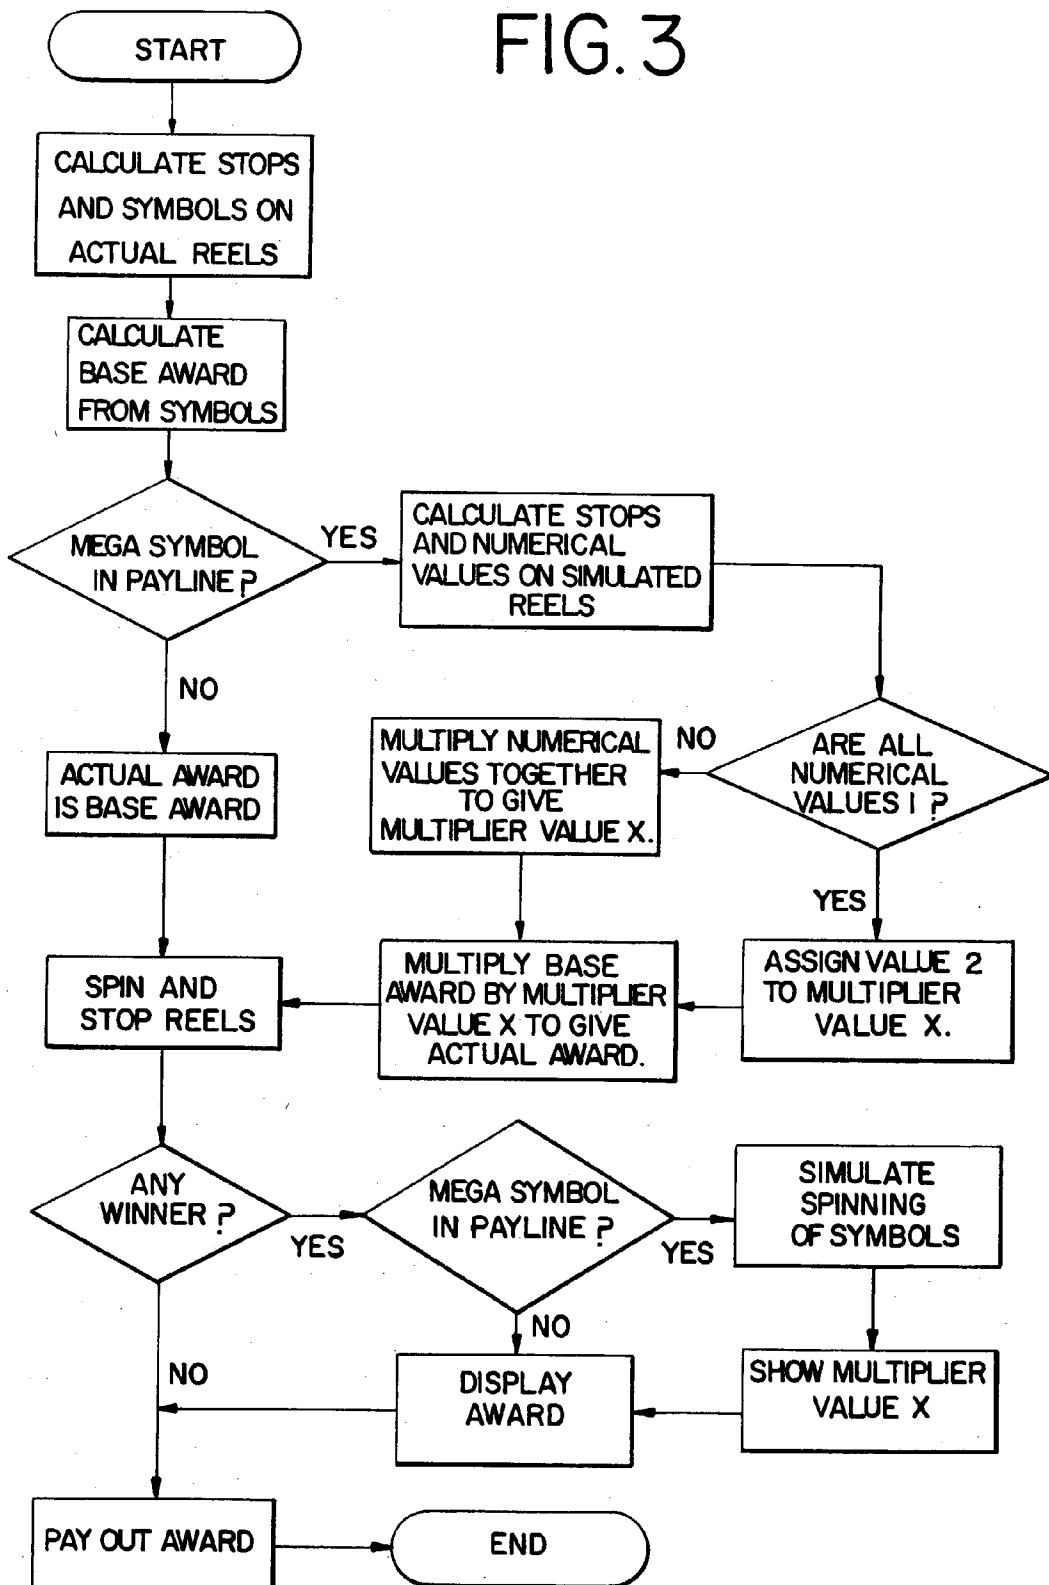 FIG. 3
START
CALCULATE STOPS
AND SYMBOLS ON
ACTUAL REELS
CALCULATE
BASE AWARD
FROM SYMBOLS
MEGA SYMBOL
IN PAYLINE?
YES
CALCULATE STOPS
AND NUMERICAL
VALUES ON SIMULATED
REELS
NO
ACTUAL AWARD
IS BASE AWARD
MULTIPLY NUMERICAL
VALUES TOGETHER
TO GIVE
MULTIPLIER VALUE X.
NO
ARE ALL
NUMERICAL
VALUES 1 ?
YES
SPIN AND
STOP REELS
MULTIPLY BASE
AWARD BY MULTIPLIER
VALUE X TO GIVE
ACTUAL AWARD.
ASSIGN VALUE 2
TO MULTIPLIER
VALUE X.
ANY
WINNER ?
YES
MEGA SYMBOL
IN PAYLINE ?
YES
SIMULATE
SPINNING
OF SYMBOLS
NO
NO
DISPLAY
AWARD
SHOW MULTIPLIER
VALUE X
PAY OUT AWARD
END